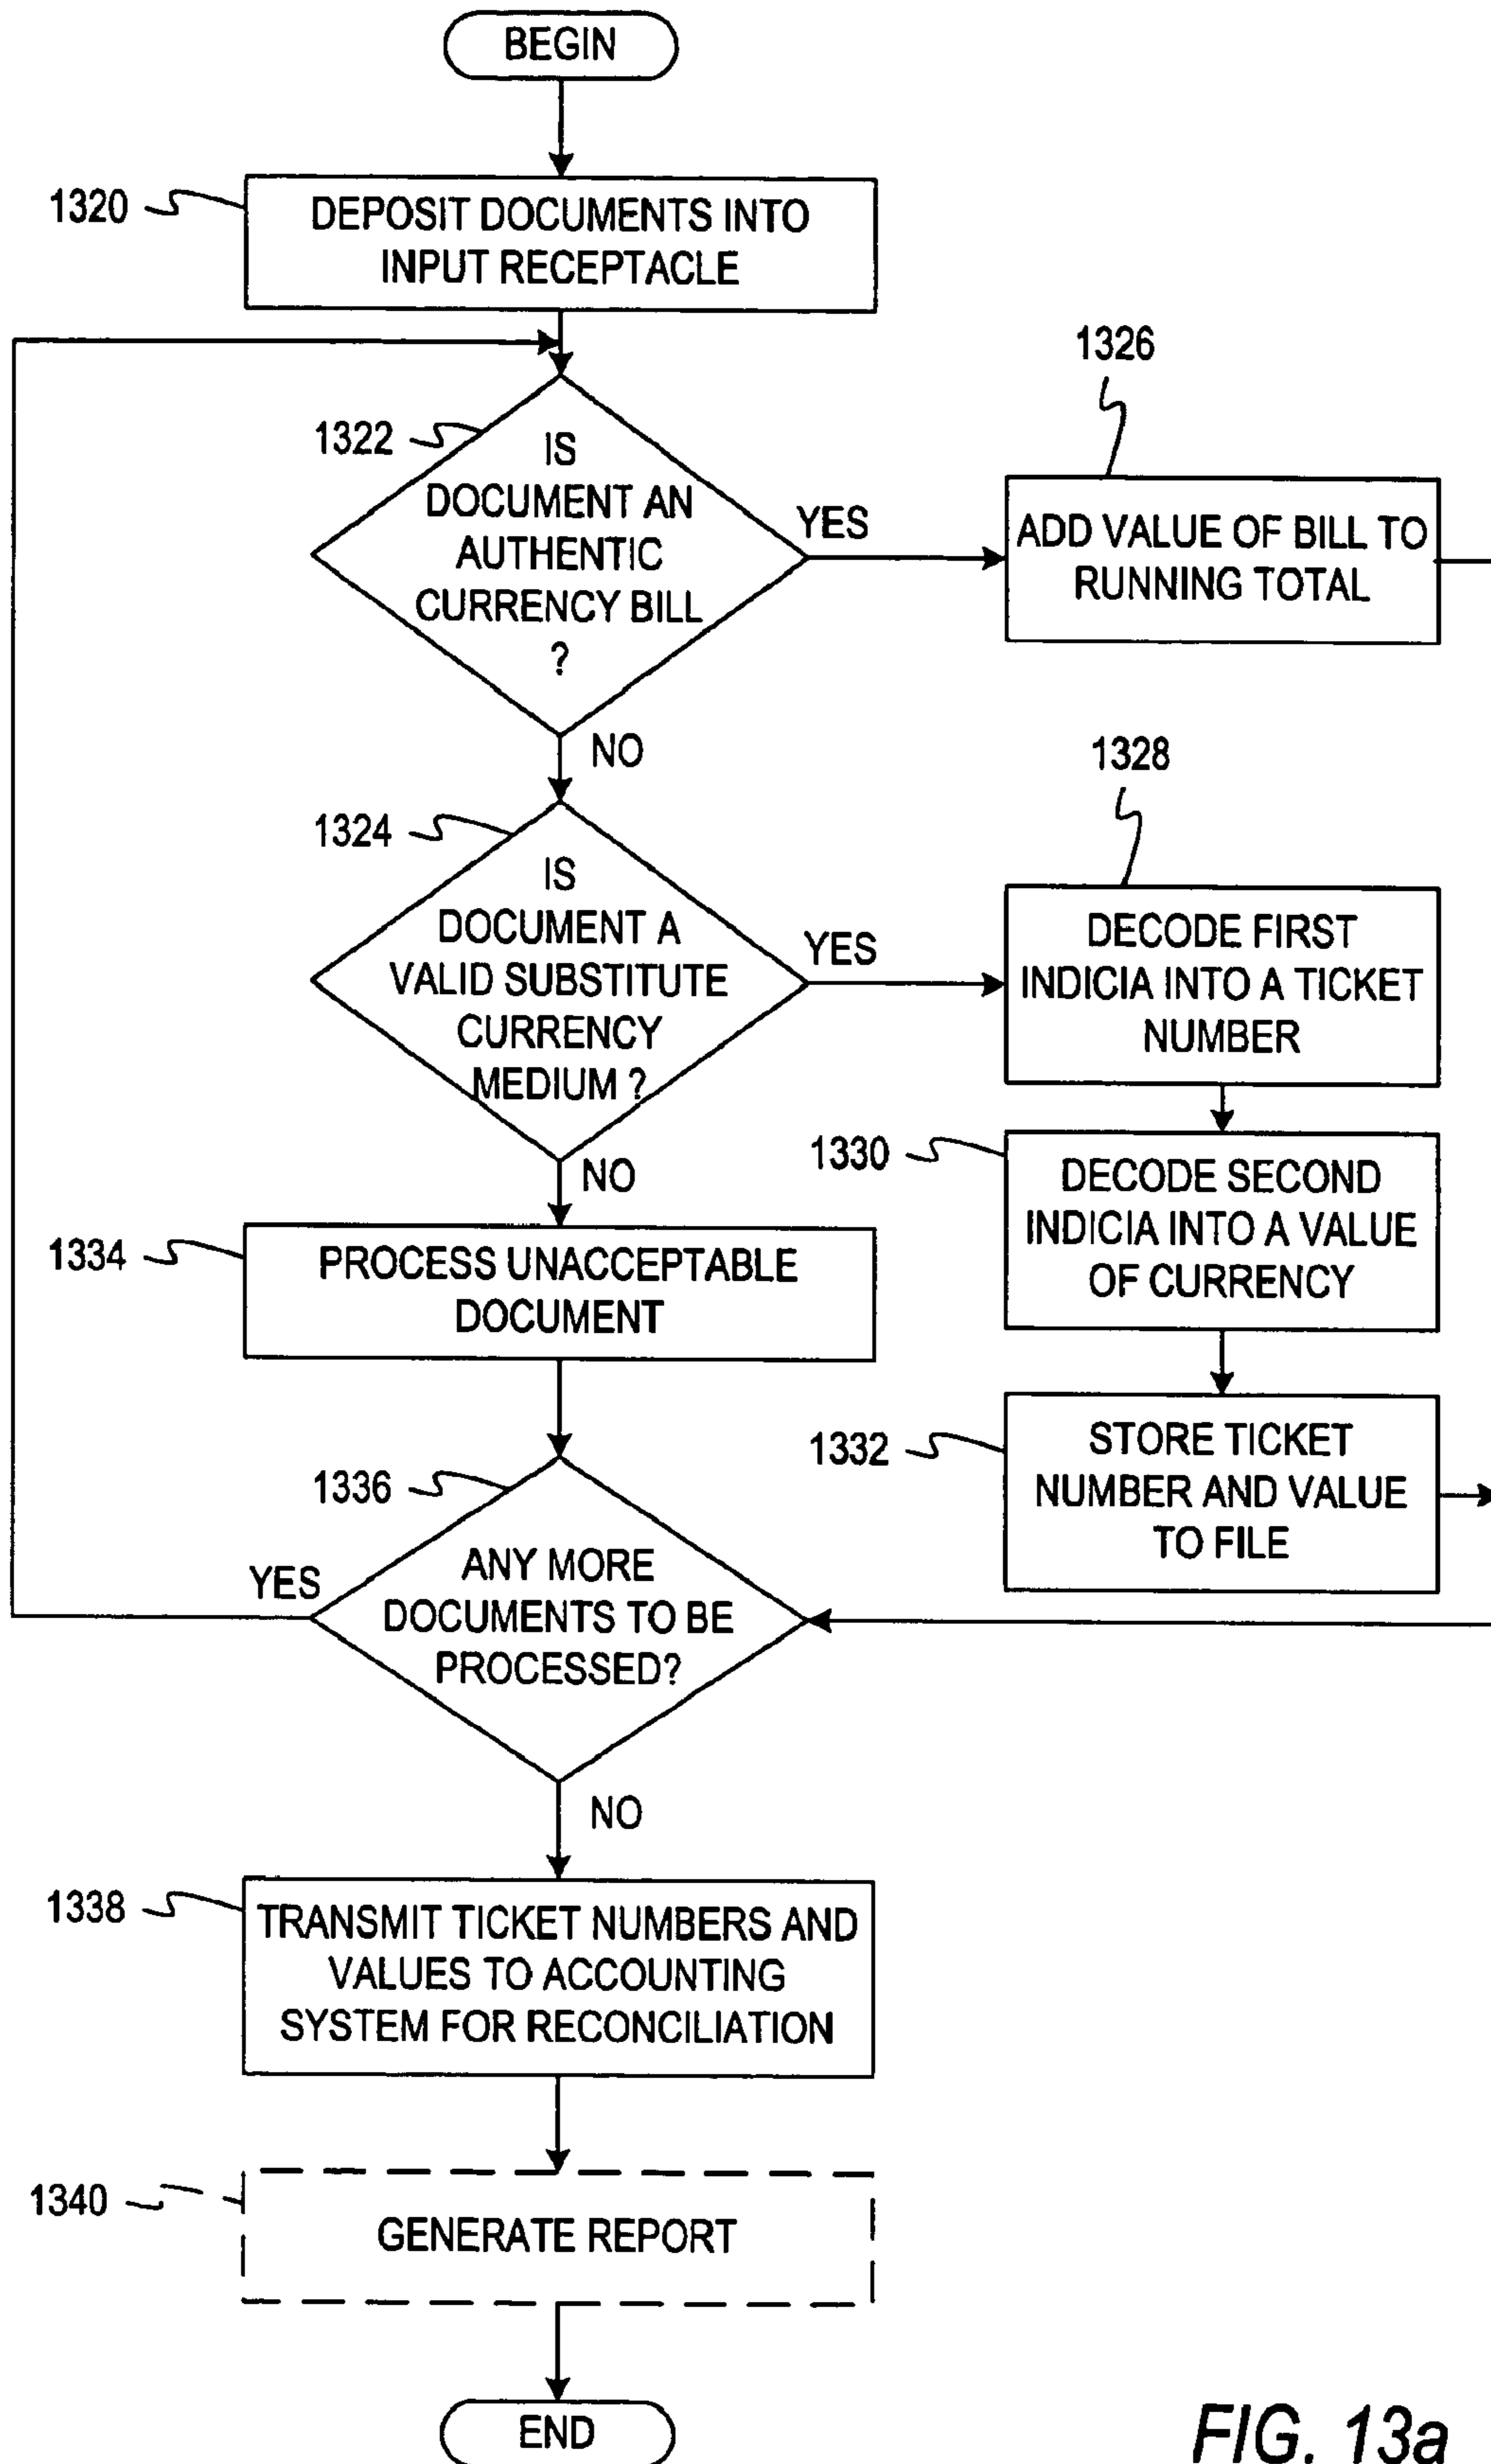 BEGIN
1320
DEPOSIT DOCUMENTS INTO
INPUT RECEPTACLE
1322
IS
DOCUMENT AN
AUTHENTIC
CURRENCY BILL
?
YES
1326
ADD VALUE OF BILL TO
RUNNING TOTAL
NO
1324
IS
DOCUMENT A
VALID SUBSTITUTE
CURRENCY
MEDIUM ?
YES
1328
DECODE FIRST
INDICIA INTO A TICKET
NUMBER
1330
DECODE SECOND
INDICIA INTO A VALUE
OF CURRENCY
1332
STORE TICKET
NUMBER AND VALUE
TO FILE
NO
1334
PROCESS UNACCEPTABLE
DOCUMENT
1336
ANY MORE
DOCUMENTS TO BE
PROCESSED?
YES
NO
1338
TRANSMIT TICKET NUMBERS AND
VALUES TO ACCOUNTING
SYSTEM FOR RECONCILIATION
1340
GENERATE REPORT
END
FIG. 13a